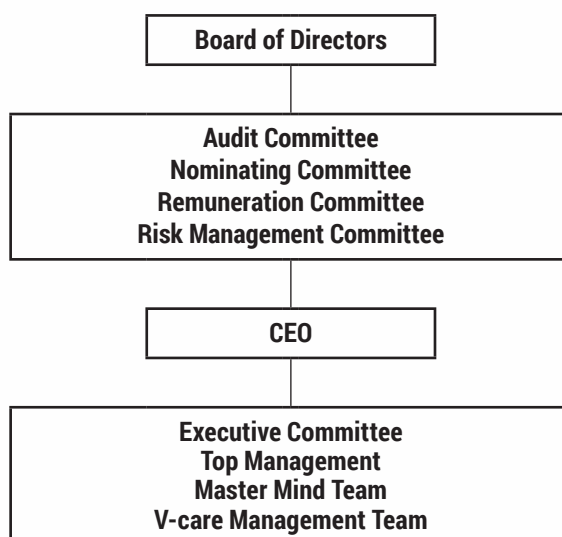 Board of Directors
Audit Committee
Nominating Committee
Remuneration Committee
Risk Management Committee
CEO
Executive Committee
Top Management
Master Mind Team
V-care Management Team